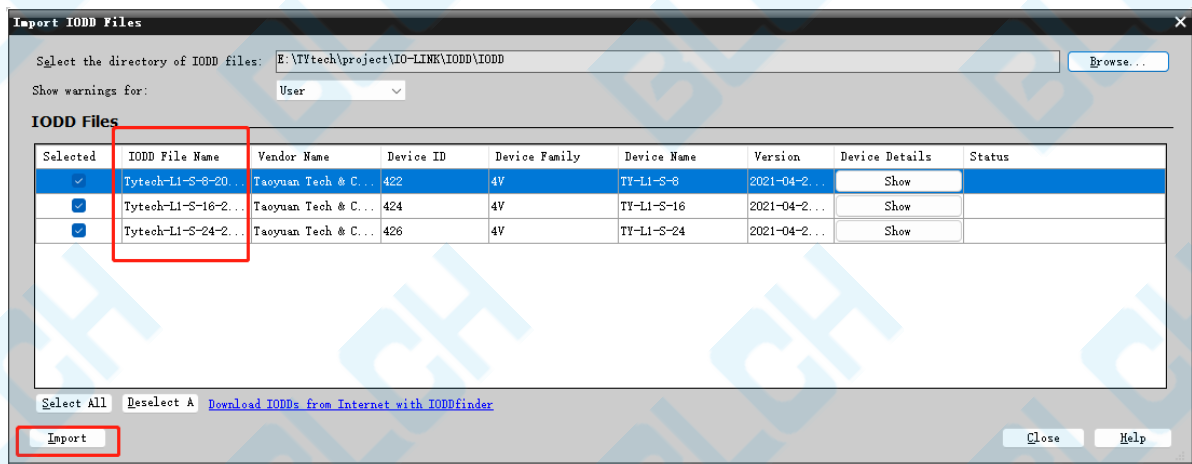 Import IODD Files
Select the directory of IODD files: E:\TYtech\project\IO-LINK\IODD\IODD Browse...
Show warnings for: User
IODD Files
Selected IODD File Name Vendor Name Device ID Device Family Device Name Version Device Details Status
Tytech-L1-S-8-20... Taoyuan Tech & C... 422 4V TY-L1-S-8 2021-04-2... Show
Tytech-L1-S-16-2... Taoyuan Tech & C... 424 4V TY-L1-S-16 2021-04-2... Show
Tytech-L1-S-24-2... Taoyuan Tech & C... 426 4V TY-L1-S-24 2021-04-2... Show
Select All Deselect A Download IODDs from Internet with IODDfinder
Import Close Help
BLCH